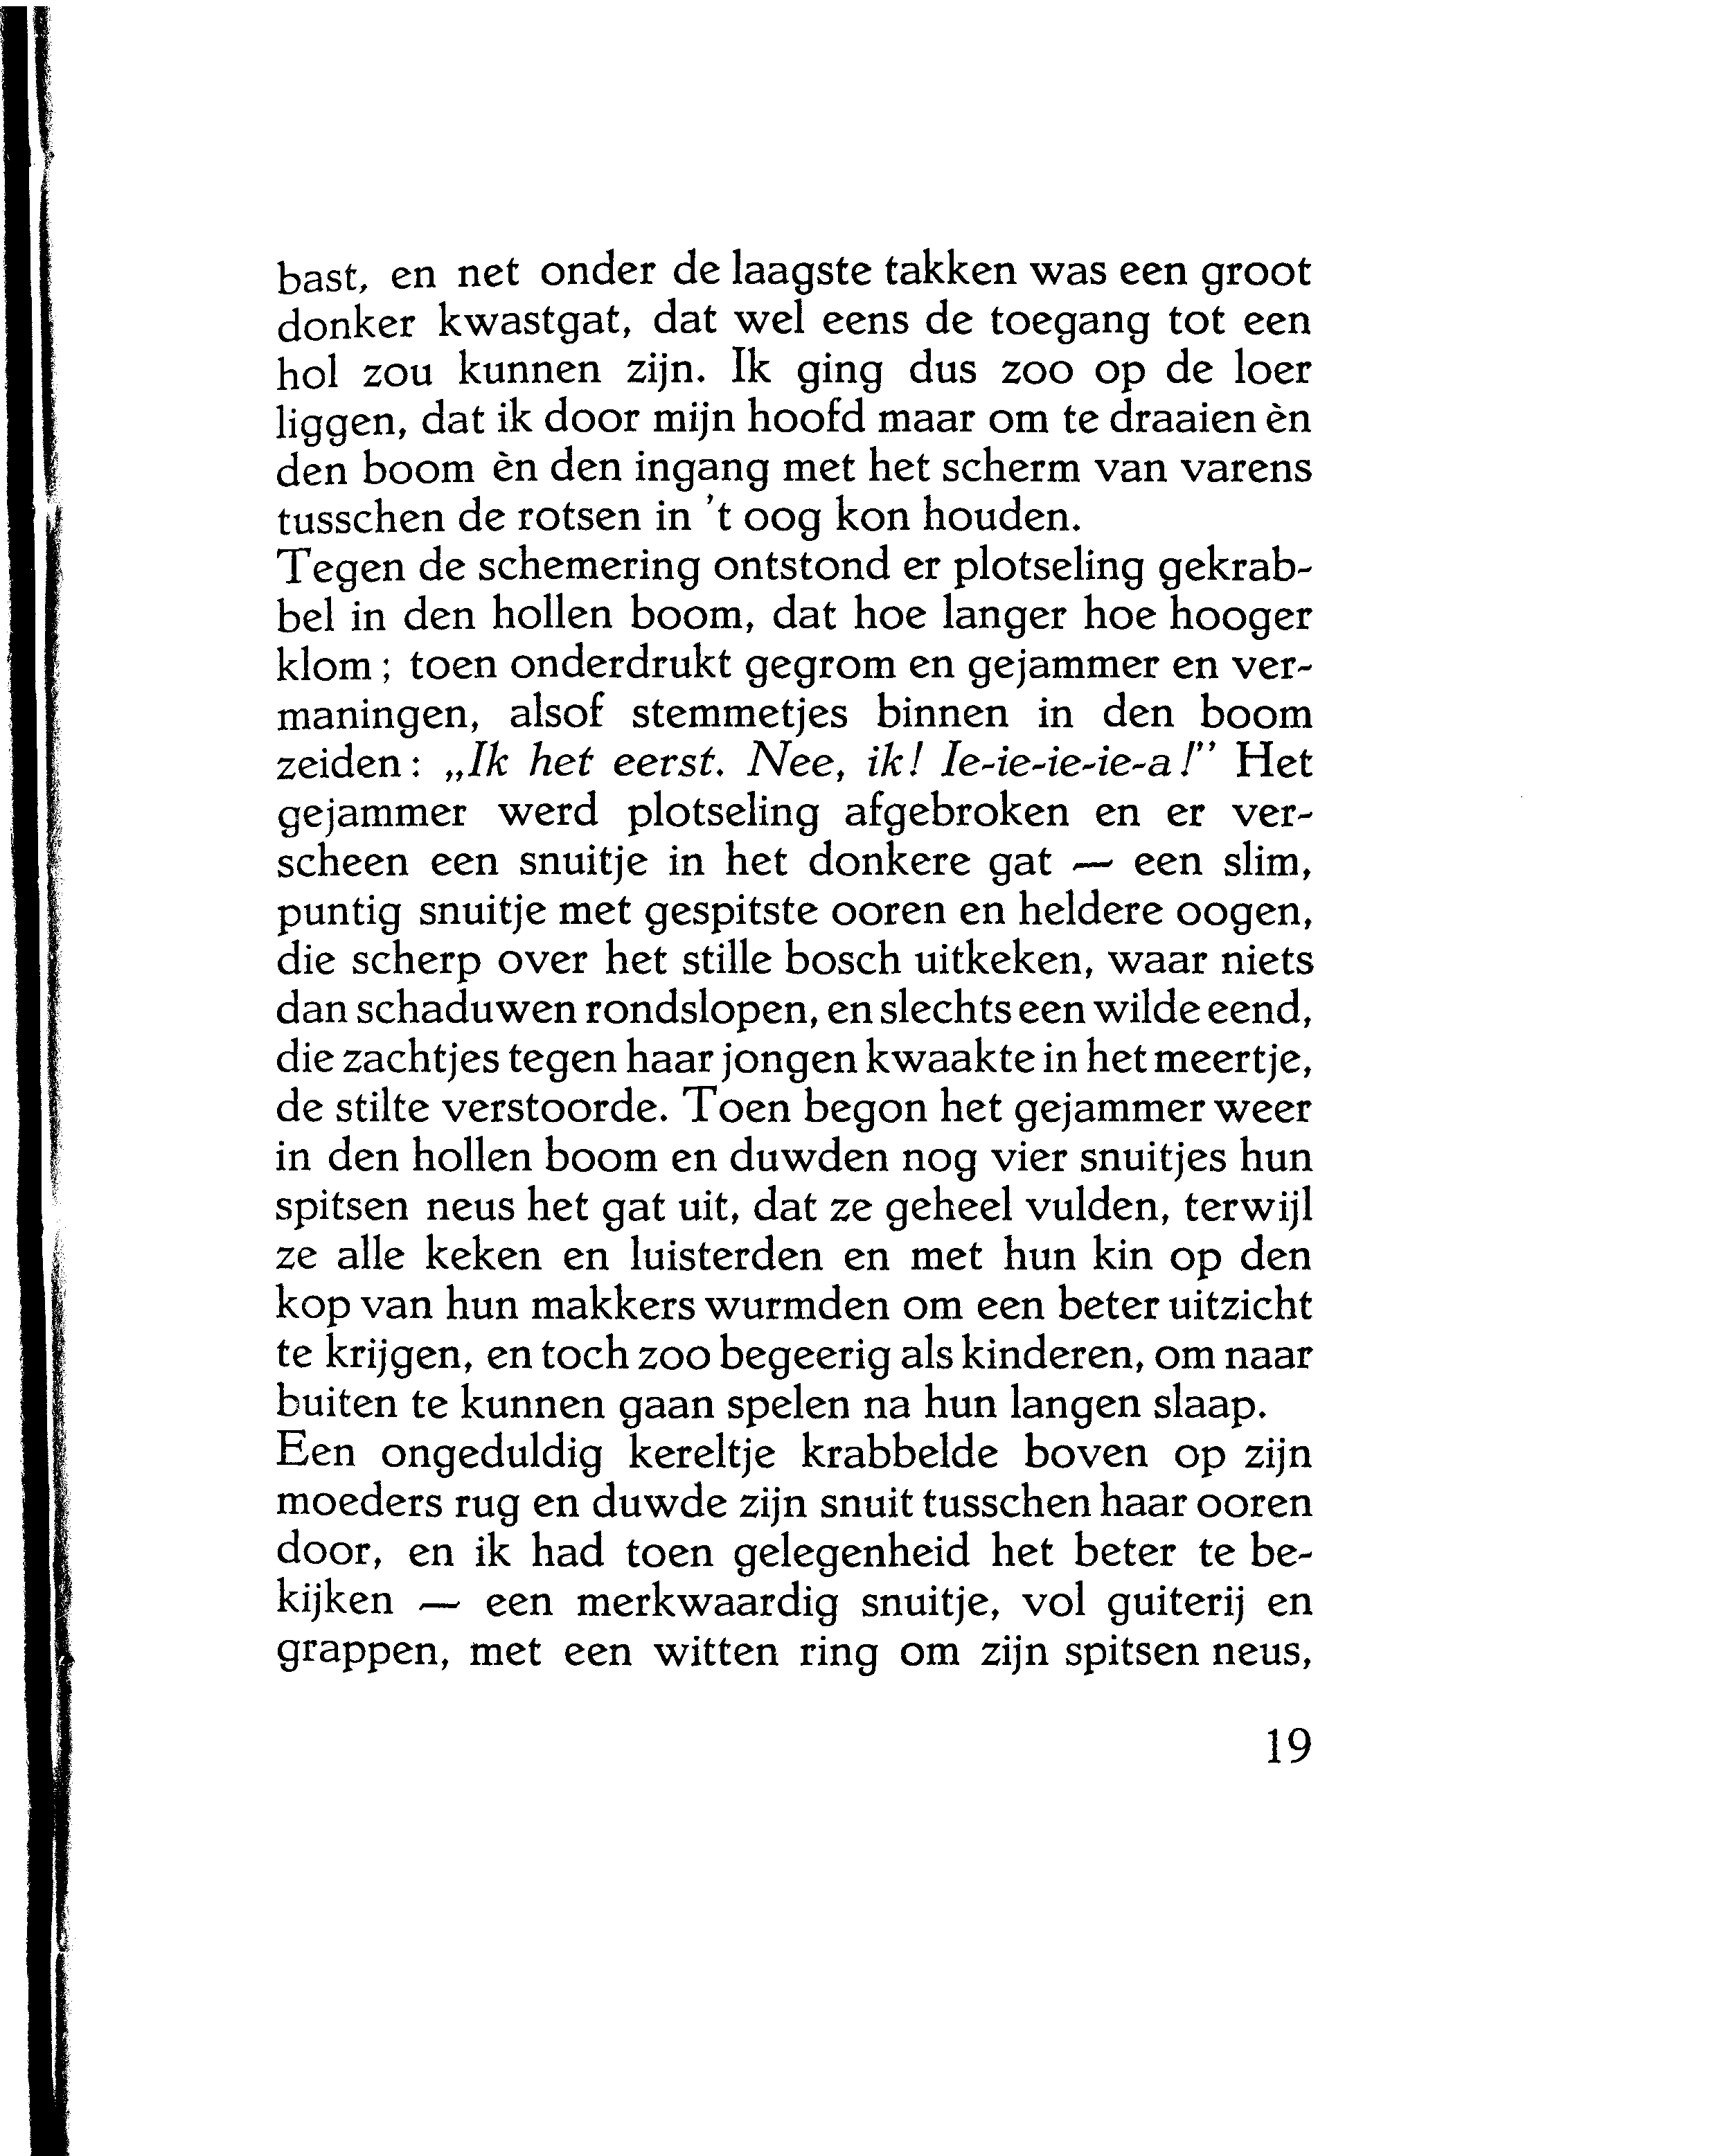 bast, en net onder de laagste takken was een groot
donker kwastgat, dat wel eens de toegang tot een
hol zou kunnen zijn. Ik ging dus zoo op de loer
liggen, dat ik door mijn hoofd maar om te draaien èn
den boom èn den ingang met het scherm van varens
tusschen de rotsen in 't oog kon houden.
Tegen de schemering ontstond er plotseling gekrab-
bel in den hollen boom, dat hoe langer hoe hooger
klom ; toen onderdrukt gegrom en gejammer en ver-
maningen, alsof stemmetjes binnen in den boom
zeiden : „Ik het eerst. Nee, ik! Ie-ie-ie-ie-a !” Het
gejammer werd plotseling afgebroken en er ver-
scheen een snuitje in het donkere gat — een slim,
puntig snuitje met gespitste ooren en heldere oogen,
die scherp over het stille bosch uitkeken, waar niets
dan schaduwen rondslopen, en slechts een wilde eend,
die zachtjes tegen haar jongen kwaakte in het meertje,
de stilte verstoorde. Toen begon het gejammer weer
in den hollen boom en duwden nog vier snuitjes hun
spitsen neus het gat uit, dat ze geheel vulden, terwijl
ze alle keken en luisterden en met hun kin op den
kop van hun makkers wurmden om een beter uitzicht
te krijgen, en toch zoo begeerig als kinderen, om naar
buiten te kunnen gaan spelen na hun langen slaap.
Een ongeduldig kereltje krabbelde boven op zijn
moeders rug en duwde zijn snuit tusschen haar ooren
door, en ik had toen gelegenheid het beter te be-
kijken — een merkwaardig snuitje, vol guiterij en
grappen, met een witten ring om zijn spitsen neus,
19